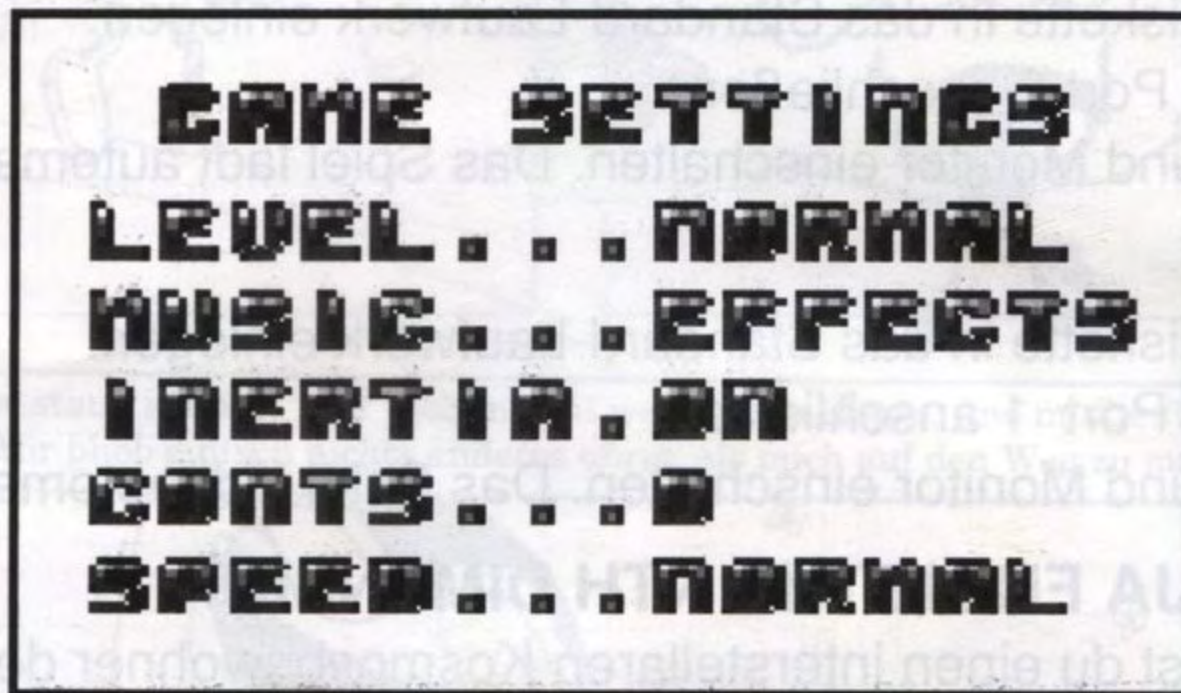 GAME SETTINGS
LEVEL...NORMAL
MUSIC...EFFECTS
INERTIA.ON
CONTS...0
SPEED...NORMAL